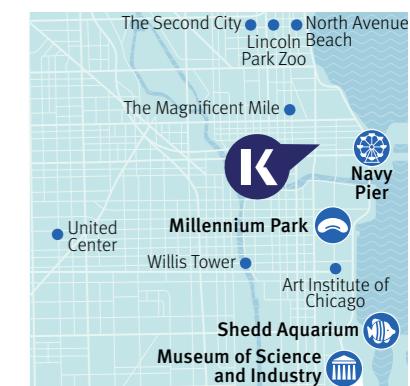 The Second City
Lincoln
Park Zoo
North Avenue
Beach
The Magnificent Mile
K
Navy
Pier
Millennium Park
United
Center
Willis Tower
Art Institute of
Chicago
Shedd Aquarium
Museum of Science
and Industry